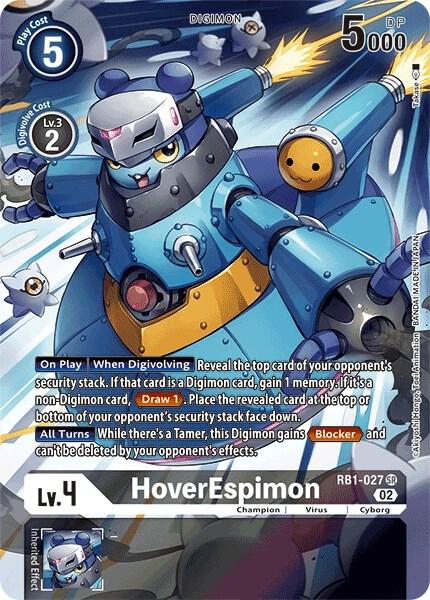 Play Cost
5
DIGIMON
5000
DP
Digivolve Cost
Lv.3
2
Takase
BANDAI MADE IN JAPAN
©Akiyoshi Hongo, Toei Animation
On Play When Digivolving Reveal the top card of your opponent's
security stack. If that card is a Digimon card, gain 1 memory. If it's a
non-Digimon card, Draw 1. Place the revealed card at the top or
bottom of your opponent's security stack face down.
All Turns While there's a Tamer, this Digimon gains Blocker and
can't be deleted by your opponent's effects.
RB1-027 SR
Lv.4 HoverEspimon 02
Champion Virus Cyborg
Inherited Effect
-